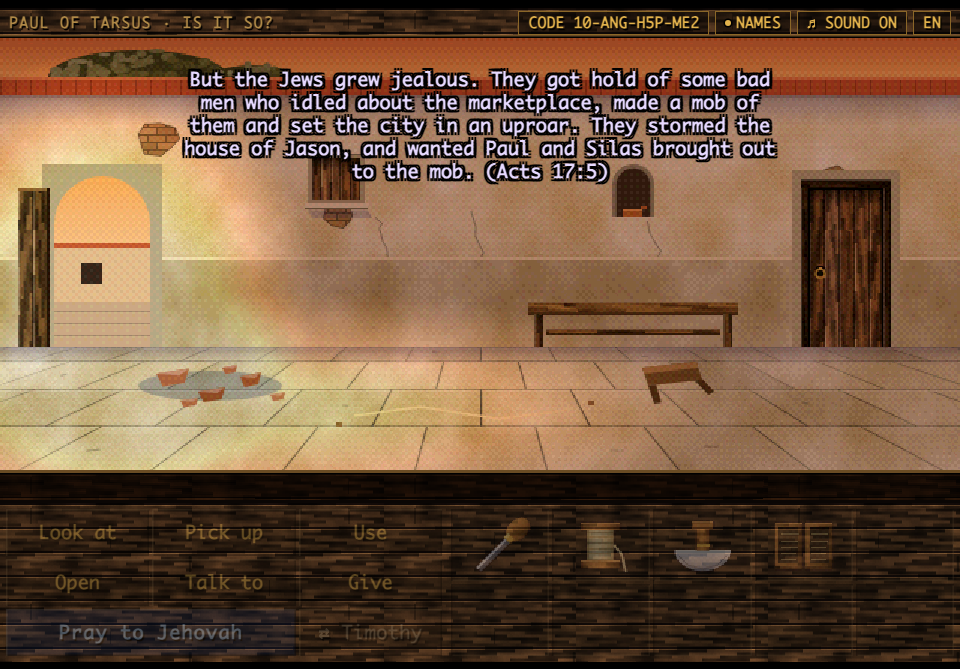 PAUL OF TARSUS · IS IT SO?
CODE 10-ANG-H5P-ME2
• NAMES
♬ SOUND ON
EN
But the Jews grew jealous. They got hold of some bad
men who idled about the marketplace, made a mob of
them and set the city in an uproar. They stormed the
house of Jason, and wanted Paul and Silas brought out
to the mob. (Acts 17:5)
Look at
Pick up
Use
Open
Talk to
Give
Pray to Jehovah
⇄ Timothy